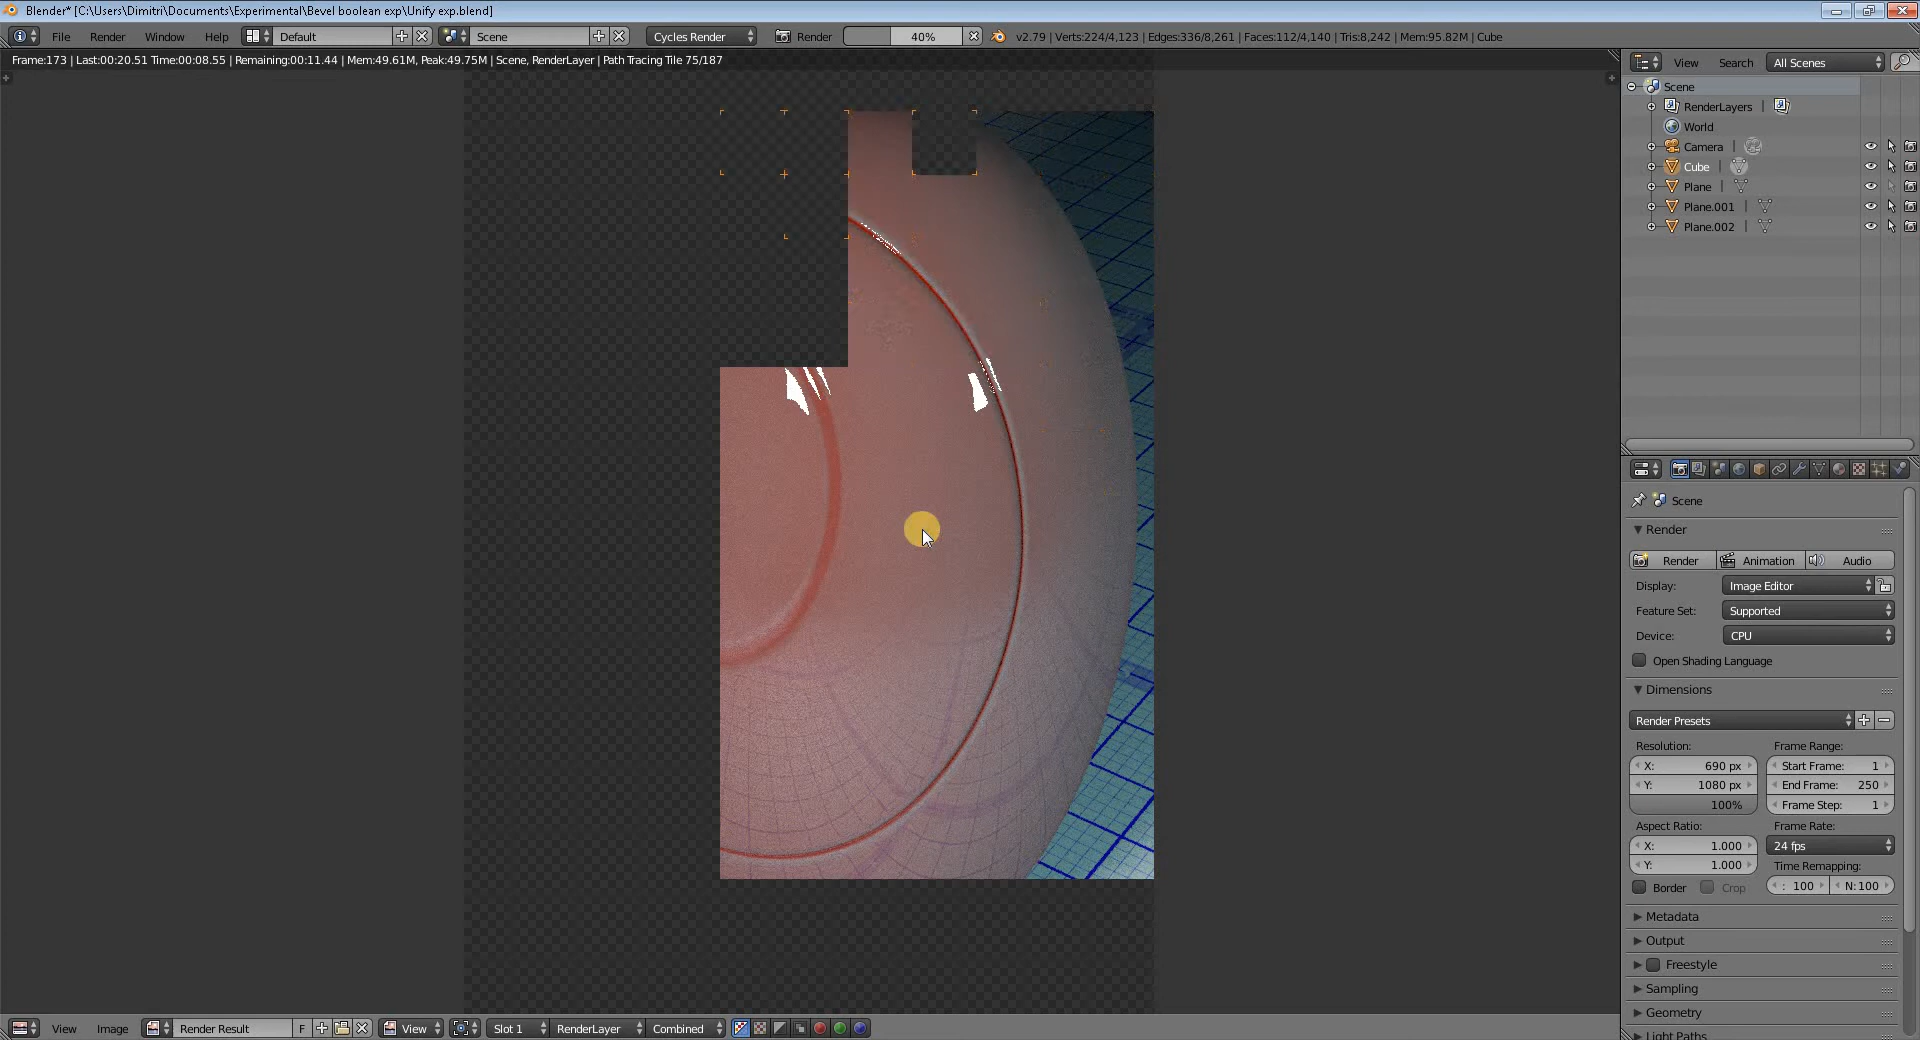 Blender* [C:\Users\Dimitri\Documents\Experimental\Bevel boolean exp\Unify exp.blend]
File Render Window Help Default Scene Cycles Render Render 40% v2.79 | Verts:224/4,123 | Edges:336/8,261 | Faces:112/4,140 | Tris:8,242 | Mem:95.82M | Cube
Frame:173 | Last:00:20.51 Time:00:08.55 | Remaining:00:11.44 | Mem:49.61M, Peak:49.75M | Scene, RenderLayer | Path Tracing Tile 75/187
View Search All Scenes
Scene
RenderLayers
World
Camera
Cube
Plane
Plane.001
Plane.002
Scene
Render
Render Animation Audio
Display: Image Editor
Feature Set: Supported
Device: CPU
Open Shading Language
Dimensions
Render Presets
Resolution: Frame Range:
X: 690 px Start Frame: 1
Y: 1080 px End Frame: 250
100% Frame Step: 1
Aspect Ratio: Frame Rate:
X: 1.000 24 fps
Y: 1.000 Time Remapping:
Border Crop : 100 N:100
Metadata
Output
Freestyle
Sampling
Geometry
Light Paths
View Image Render Result F View Slot 1 RenderLayer Combined